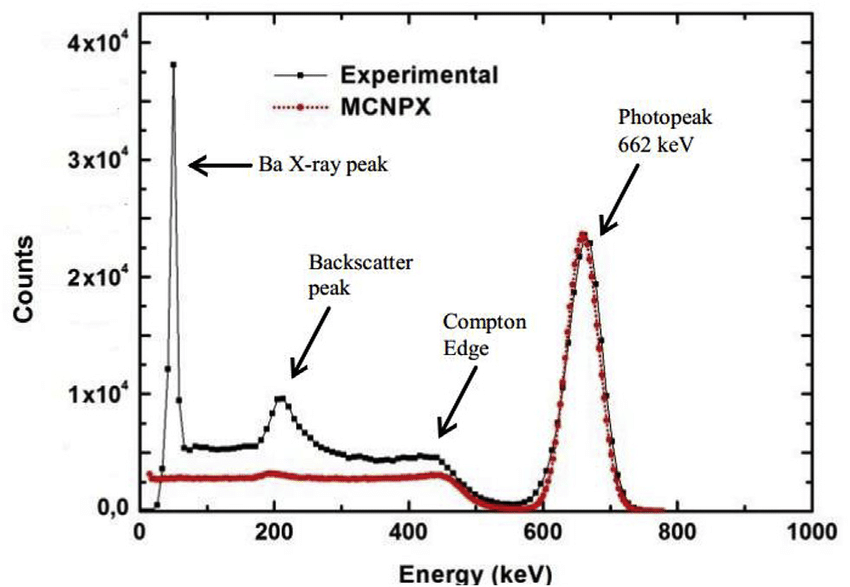 4x10⁴
3x10⁴
2x10⁴
1x10⁴
0,0
Counts
Experimental
MCNPX
Ba X-ray peak
Backscatter
peak
Compton
Edge
Photopeak
662 keV
0 200 400 600 800 1000
Energy (keV)